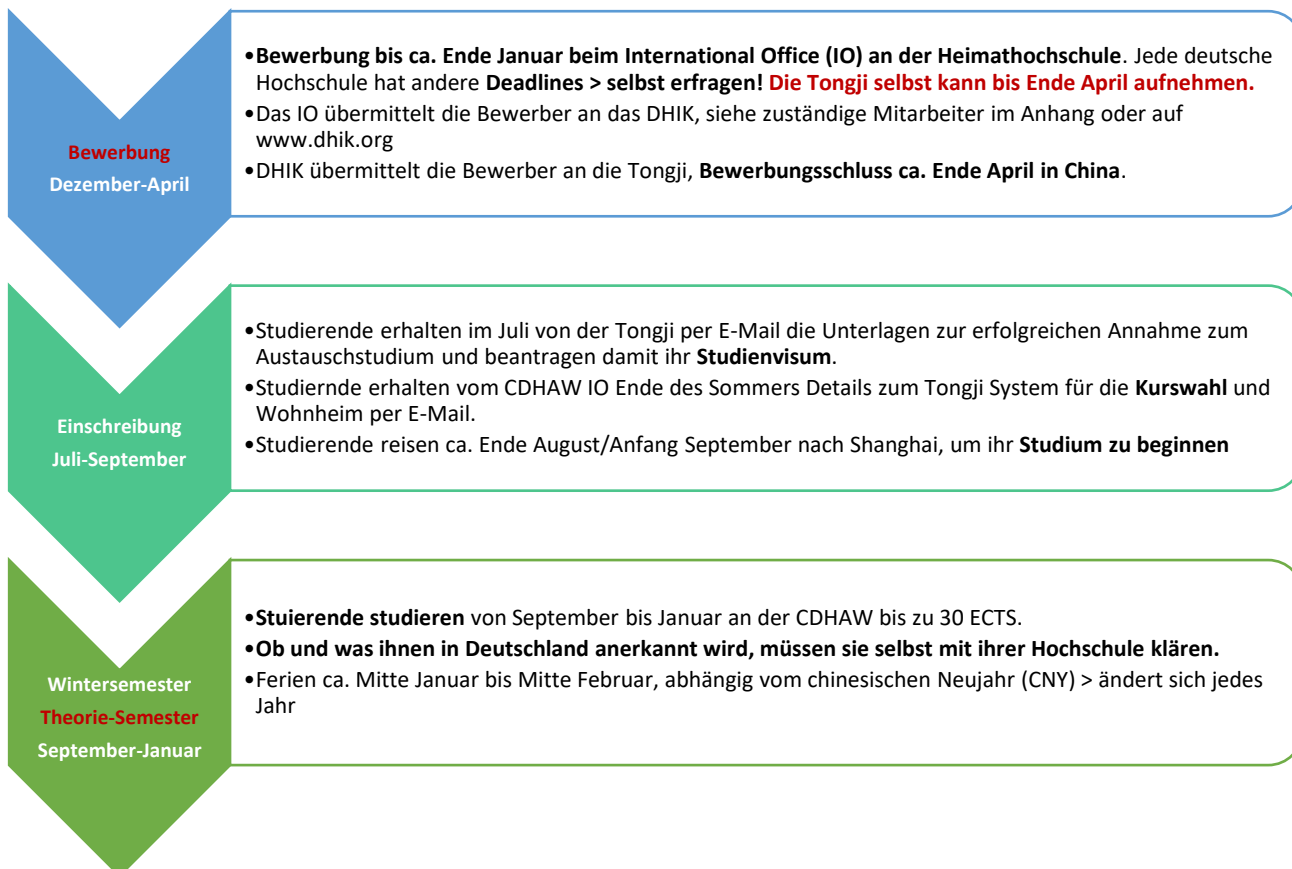 Bewerbung
Dezember-April
•Bewerbung bis ca. Ende Januar beim International Office (IO) an der Heimathochschule. Jede deutsche
Hochschule hat andere Deadlines > selbst erfragen! Die Tongji selbst kann bis Ende April aufnehmen.
•Das IO übermittelt die Bewerber an das DHIK, siehe zuständige Mitarbeiter im Anhang oder auf
www.dhik.org
•DHIK übermittelt die Bewerber an die Tongji, Bewerbungsschluss ca. Ende April in China.
Einschreibung
Juli-September
•Studierende erhalten im Juli von der Tongji per E-Mail die Unterlagen zur erfolgreichen Annahme zum
Austauschstudium und beantragen damit ihr Studienvisum.
•Studiernde erhalten vom CDHAW IO Ende des Sommers Details zum Tongji System für die Kurswahl und
Wohnheim per E-Mail.
•Studierende reisen ca. Ende August/Anfang September nach Shanghai, um ihr Studium zu beginnen
Wintersemester
Theorie-Semester
September-Januar
•Stuierende studieren von September bis Januar an der CDHAW bis zu 30 ECTS.
•Ob und was ihnen in Deutschland anerkannt wird, müssen sie selbst mit ihrer Hochschule klären.
•Ferien ca. Mitte Januar bis Mitte Februar, abhängig vom chinesischen Neujahr (CNY) > ändert sich jedes
Jahr